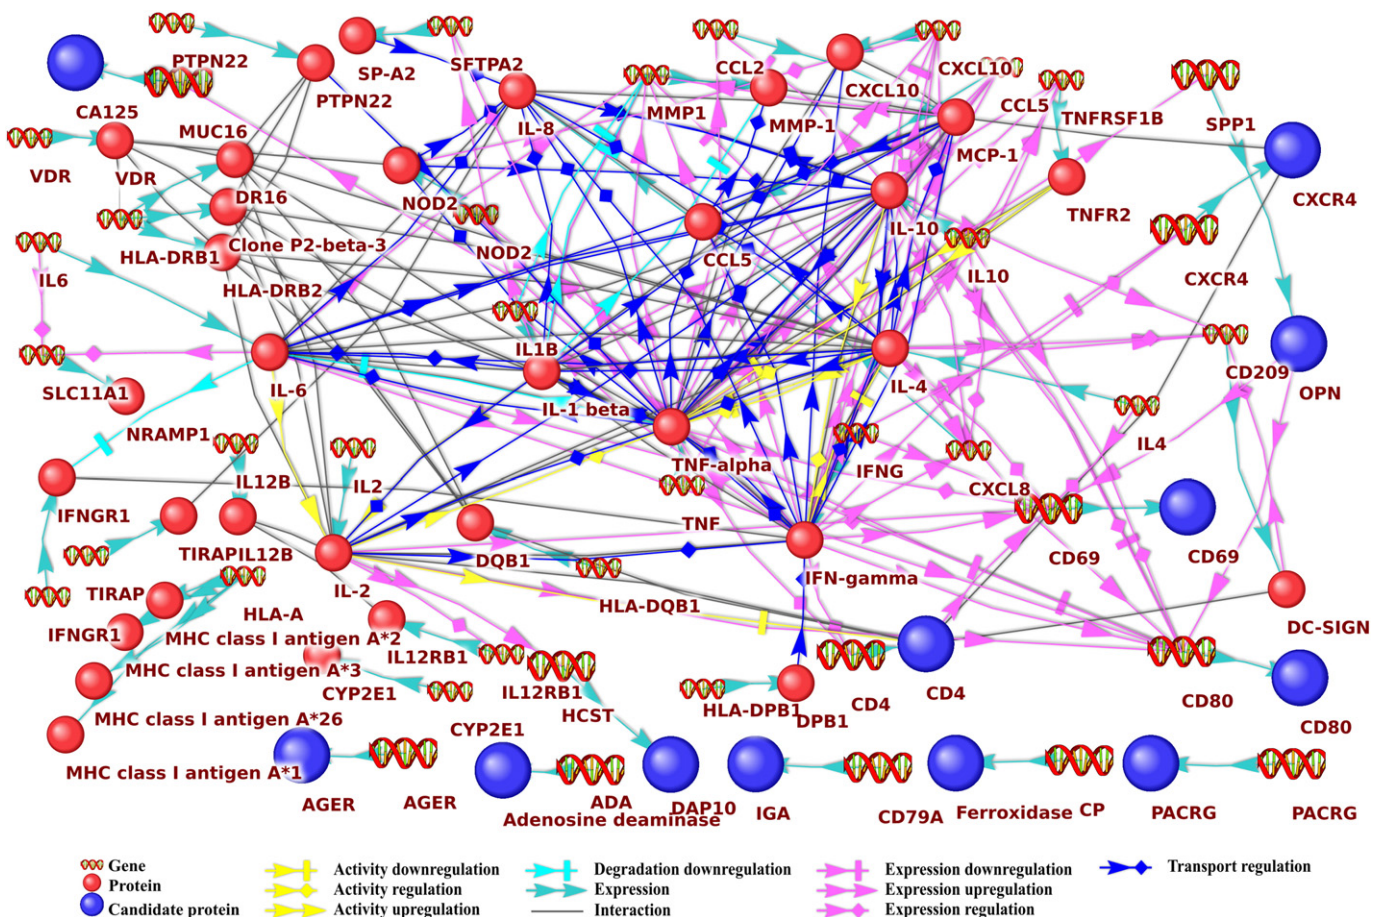 PTPN22
PTPN22
SP-A2
SFTPA2
CCL2
CXCL10
CXCL10
CCL5
TNFRSF1B
SPP1
CA125
MUC16
IL-8
MMP1
MMP-1
MCP-1
CXCR4
VDR
VDR
DR16
NOD2
NOD2
TNFR2
IL-10
HLA-DRB1
Clone P2-beta-3
CCL5
IL10
CXCR4
IL6
HLA-DRB2
IL1B
CD209
OPN
SLC11A1
IL-6
IL-1 beta
IL-4
NRAMP1
TNF-alpha
IFNG
IL4
IL12B
IL2
CXCL8
IFNGR1
TNF
TIRAP
IL12B
DQB1
CD69
CD69
TIRAP
IL-2
HLA-DQB1
IFN-gamma
HLA-A
IFNGR1
MHC class I antigen A*2
IL12RB1
DC-SIGN
MHC class I antigen A*3
CYP2E1
IL12RB1
HLA-DPB1
DPB1
CD4
CD4
CD80
CD80
MHC class I antigen A*26
CYP2E1
HCST
MHC class I antigen A*1
AGER
AGER
ADA
Adenosine deaminase
DAP10
IGA
CD79A
Ferroxidase
CP
PACRG
PACRG
Gene
Protein
Candidate protein
Activity downregulation
Activity regulation
Activity upregulation
Degradation downregulation
Expression
Interaction
Expression downregulation
Expression upregulation
Expression regulation
Transport regulation